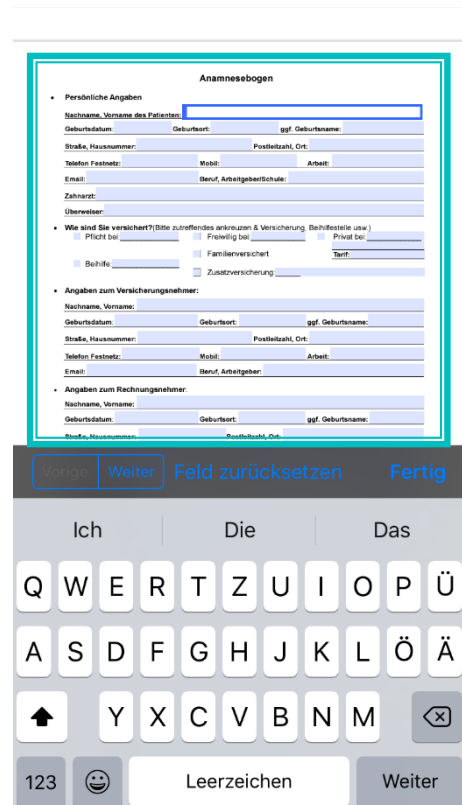 Anamnesebogen
• Persönliche Angaben
Nachname, Vorname des Patienten:
Geburtsdatum: Geburtsort: ggf. Geburtsname:
Straße, Hausnummer: Postleitzahl, Ort:
Telefon Festnetz: Mobil: Arbeit:
Email: Beruf, Arbeitgeber/Schule:
Zahnarzt:
Überweiser:
• Wie sind Sie versichert?(Bitte zutreffendes ankreuzen & Versicherung, Beihilfestelle usw.)
Pflicht bei: Freiwillig bei: Privat bei:
Familienversichert Tarif:
Beihilfe: Zusatzversicherung:
• Angaben zum Versicherungsnehmer:
Nachname, Vorname:
Geburtsdatum: Geburtsort: ggf. Geburtsname:
Straße, Hausnummer: Postleitzahl, Ort:
Telefon Festnetz: Mobil: Arbeit:
Email: Beruf, Arbeitgeber:
• Angaben zum Rechnungsnehmer:
Nachname, Vorname:
Geburtsdatum: Geburtsort: ggf. Geburtsname:
Straße, Hausnummer: Postleitzahl, Ort:
Vorige Weiter Feld zurücksetzen Fertig
Ich Die Das
Q W E R T Z U I O P Ü
A S D F G H J K L Ö Ä
Y X C V B N M
123 Leerzeichen Weiter